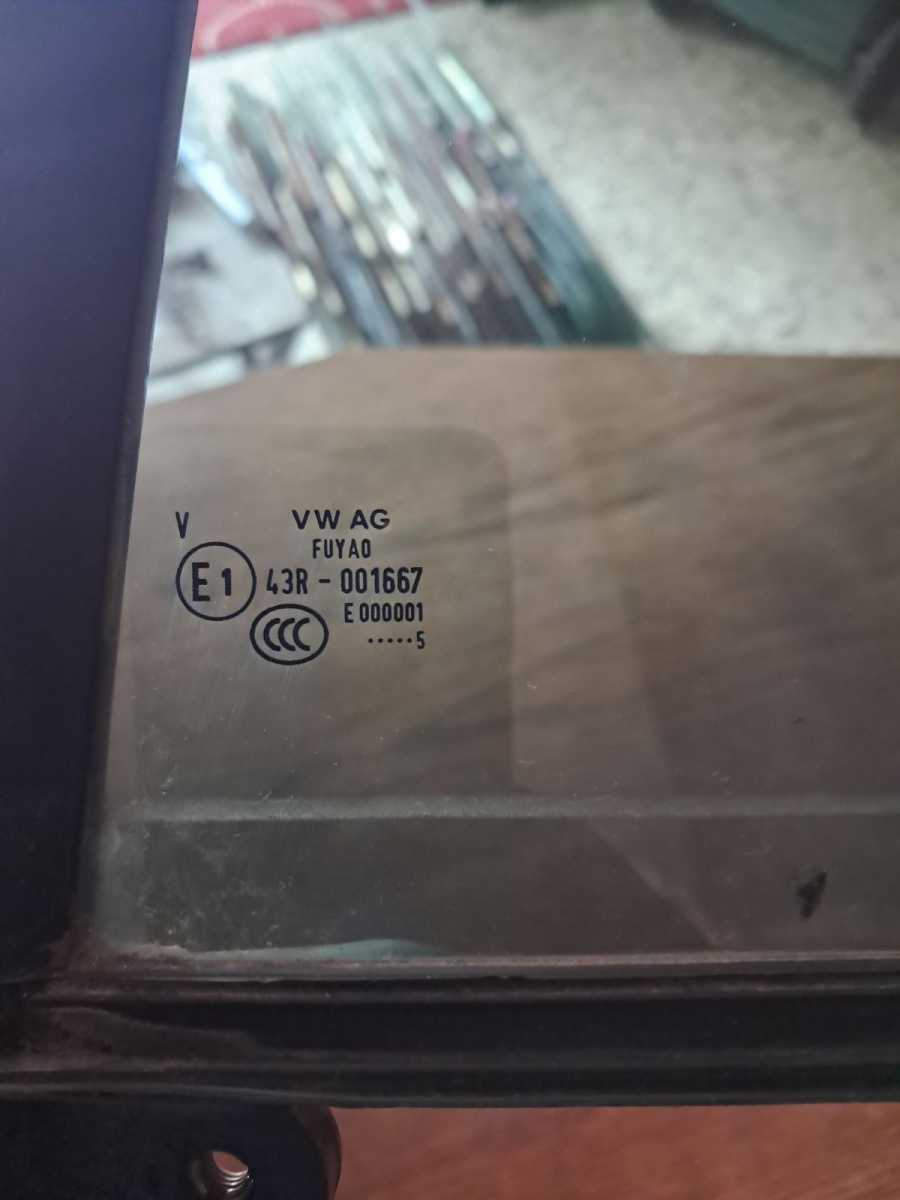 V
VW AG
FUYAO
E1 43R - 001667
CCC E 000001
·····5